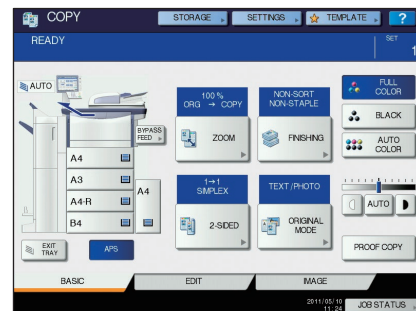 COPY
STORAGE
SETTINGS
TEMPLATE
?
READY
SET
1
AUTO
BYPASS
FEED
A4
A3
A4-R
B4
A4
EXIT
TRAY
APS
100 %
ORG → COPY
ZOOM
NON-SORT
NON-STAPLE
FINISHING
1→1
SIMPLEX
2-SIDED
TEXT/PHOTO
ORIGINAL
MODE
FULL
COLOR
BLACK
AUTO
COLOR
AUTO
PROOF COPY
BASIC
EDIT
IMAGE
2011/05/10
11:24
JOB STATUS